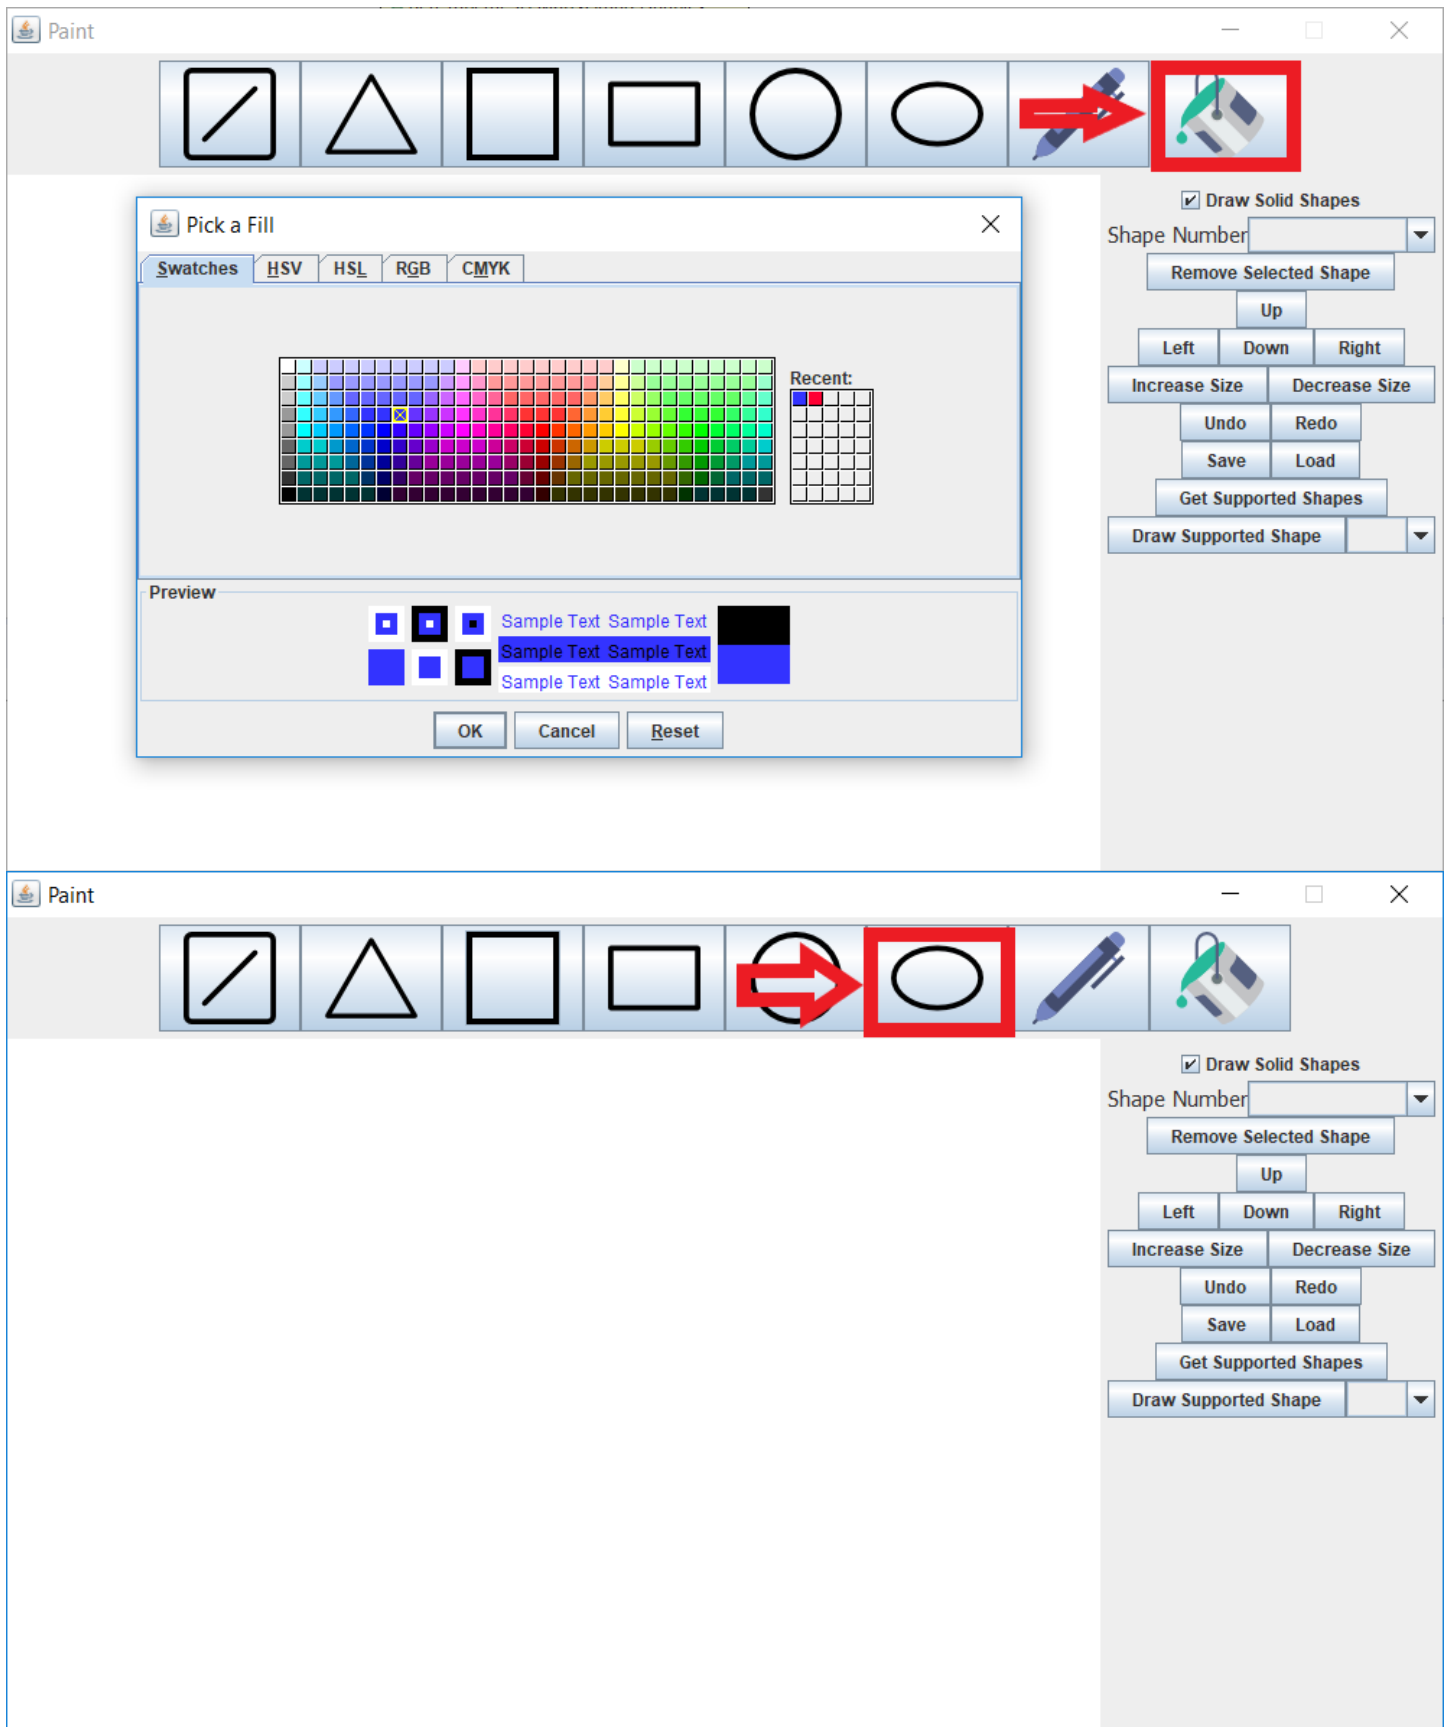 Paint
Pick a Fill
Swatches HSV HSL RGB CMYK
Recent:
Preview
Sample Text Sample Text
Sample Text Sample Text
Sample Text Sample Text
OK Cancel Reset
Draw Solid Shapes
Shape Number
Remove Selected Shape
Up
Left Down Right
Increase Size Decrease Size
Undo Redo
Save Load
Get Supported Shapes
Draw Supported Shape
Paint
Draw Solid Shapes
Shape Number
Remove Selected Shape
Up
Left Down Right
Increase Size Decrease Size
Undo Redo
Save Load
Get Supported Shapes
Draw Supported Shape